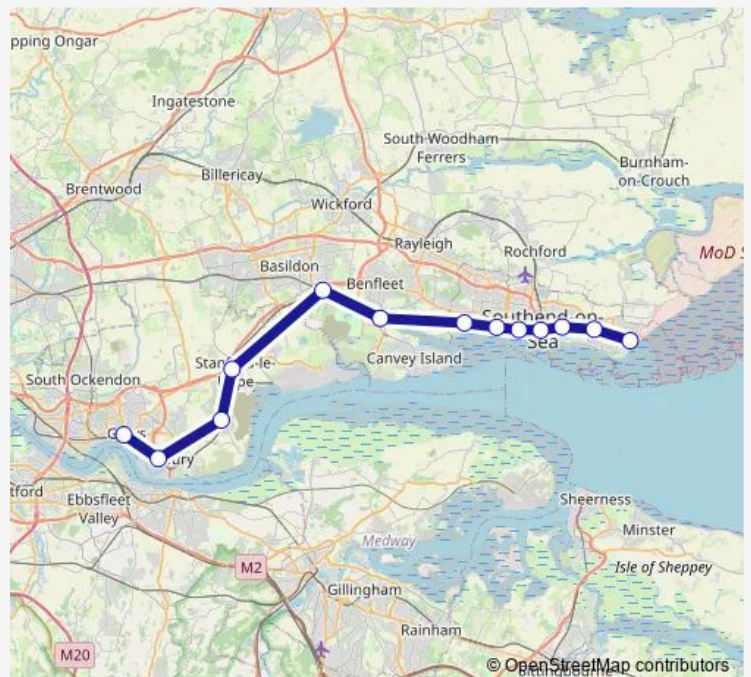 pping Ongar
Ingatestone
South Woodham
Ferrers
Burnham-
on-Crouch
Billericay
Brentwood
Wickford
Rayleigh
Rochford
MoD S
Basildon
Benfleet
Southend-on-
Sea
Canvey Island
South Ockendon
Ebbsfleet
Valley
Sheerness
Minster
Medway
M2
Isle of Sheppey
Gillingham
Rainham
M20
© OpenStreetMap contributors